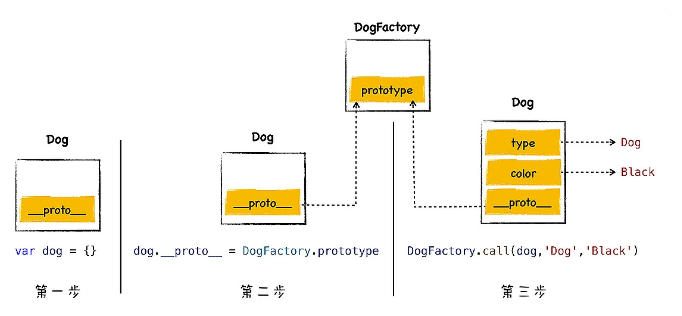 DogFactory
prototype
Dog
__proto__
var dog = {}
第一步
Dog
__proto__
dog.__proto__ = DogFactory.prototype
第二步
Dog
type
Dog
color
Black
__proto__
DogFactory.call(dog,'Dog','Black')
第三步